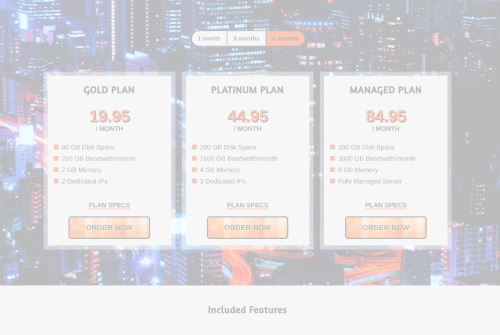 1 month 3 months 6 months
GOLD PLAN
19.95
/ MONTH
80 GB Disk Space
250 GB Bandwidth/month
2 GB Memory
2 Dedicated IPs
PLAN SPECS
ORDER NOW
PLATINUM PLAN
44.95
/ MONTH
200 GB Disk Space
1500 GB Bandwidth/month
4 GB Memory
3 Dedicated IPs
PLAN SPECS
ORDER NOW
MANAGED PLAN
84.95
/ MONTH
300 GB Disk Space
3000 GB Bandwidth/month
8 GB Memory
Fully Managed Server
PLAN SPECS
ORDER NOW
Included Features